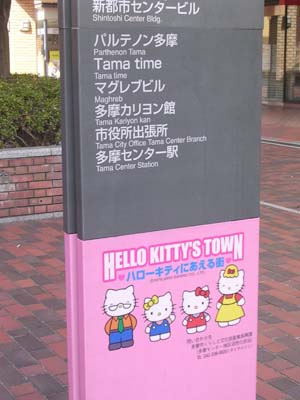 新都市センタービル
Shintoshi Center Bldg.
パルテノン多摩
Parthenon Tama
Tama time
Tama time
マグレブビル
Maghreb
多摩カリヨン館
Tama Kariyon kan
市役所出張所
Tama City Office Tama Center Branch
多摩センター駅
Tama Center Station
HELLO KITTY'S TOWN
ハローキティにあえる街